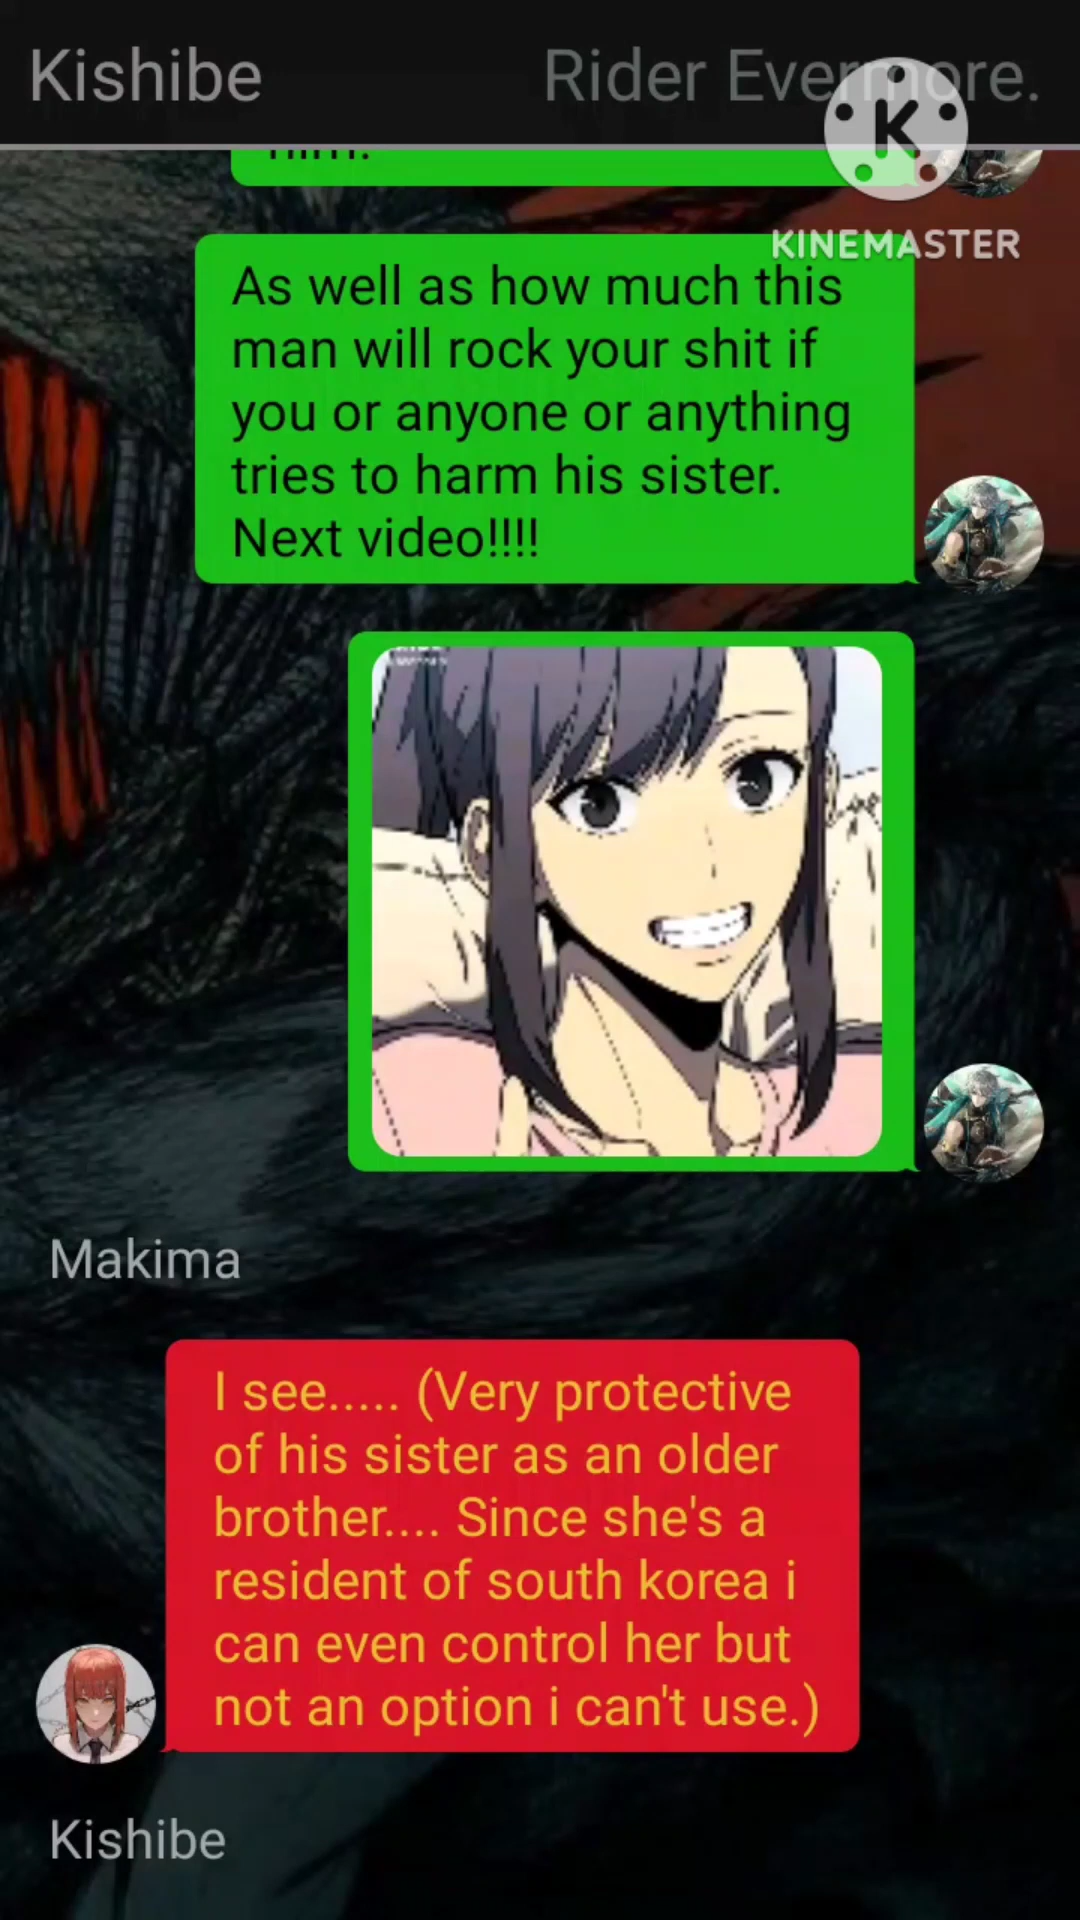 Kishibe
Rider Evermore.
K
KINEMASTER
As well as how much this
man will rock your shit if
you or anyone or anything
tries to harm his sister.
Next video!!!!
Makima
I see..... (Very protective
of his sister as an older
brother.... Since she's a
resident of south korea i
can even control her but
not an option i can't use.)
Kishibe